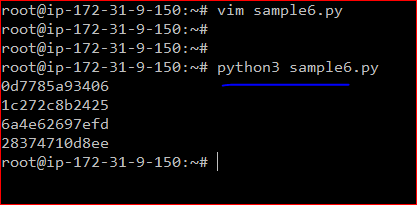 root@ip-172-31-9-150:~# vim sample6.py
root@ip-172-31-9-150:~#
root@ip-172-31-9-150:~#
root@ip-172-31-9-150:~# python3 sample6.py
0d7785a93406
1c272c8b2425
6a4e62697efd
28374710d8ee
root@ip-172-31-9-150:~#